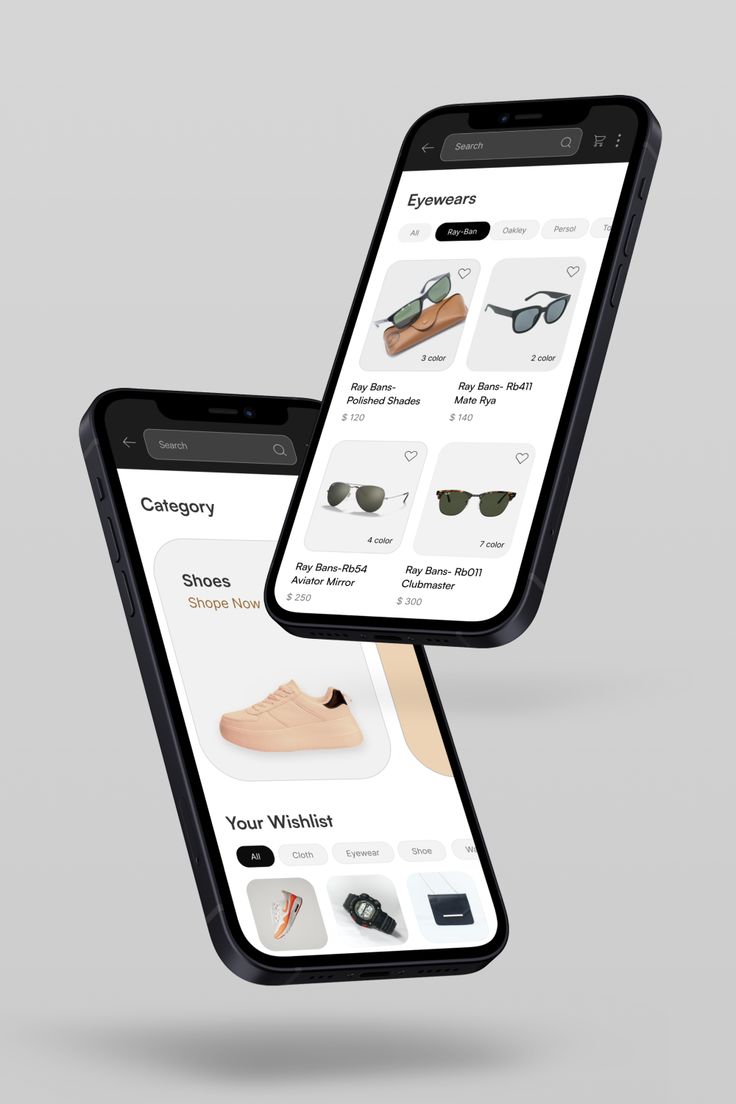 Search
Eyewears
All
Ray-Ban
Oakley
Persol
To
3 color
2 color
Ray Bans-
Polished Shades
$ 120
Ray Bans- Rb411
Mate Rya
$ 140
4 color
7 color
Ray Bans-Rb54
Aviator Mirror
$ 250
Ray Bans- Rb011
Clubmaster
$ 300
Search
Category
Shoes
Shope Now
Your Wishlist
All
Cloth
Eyewear
Shoe
Wa